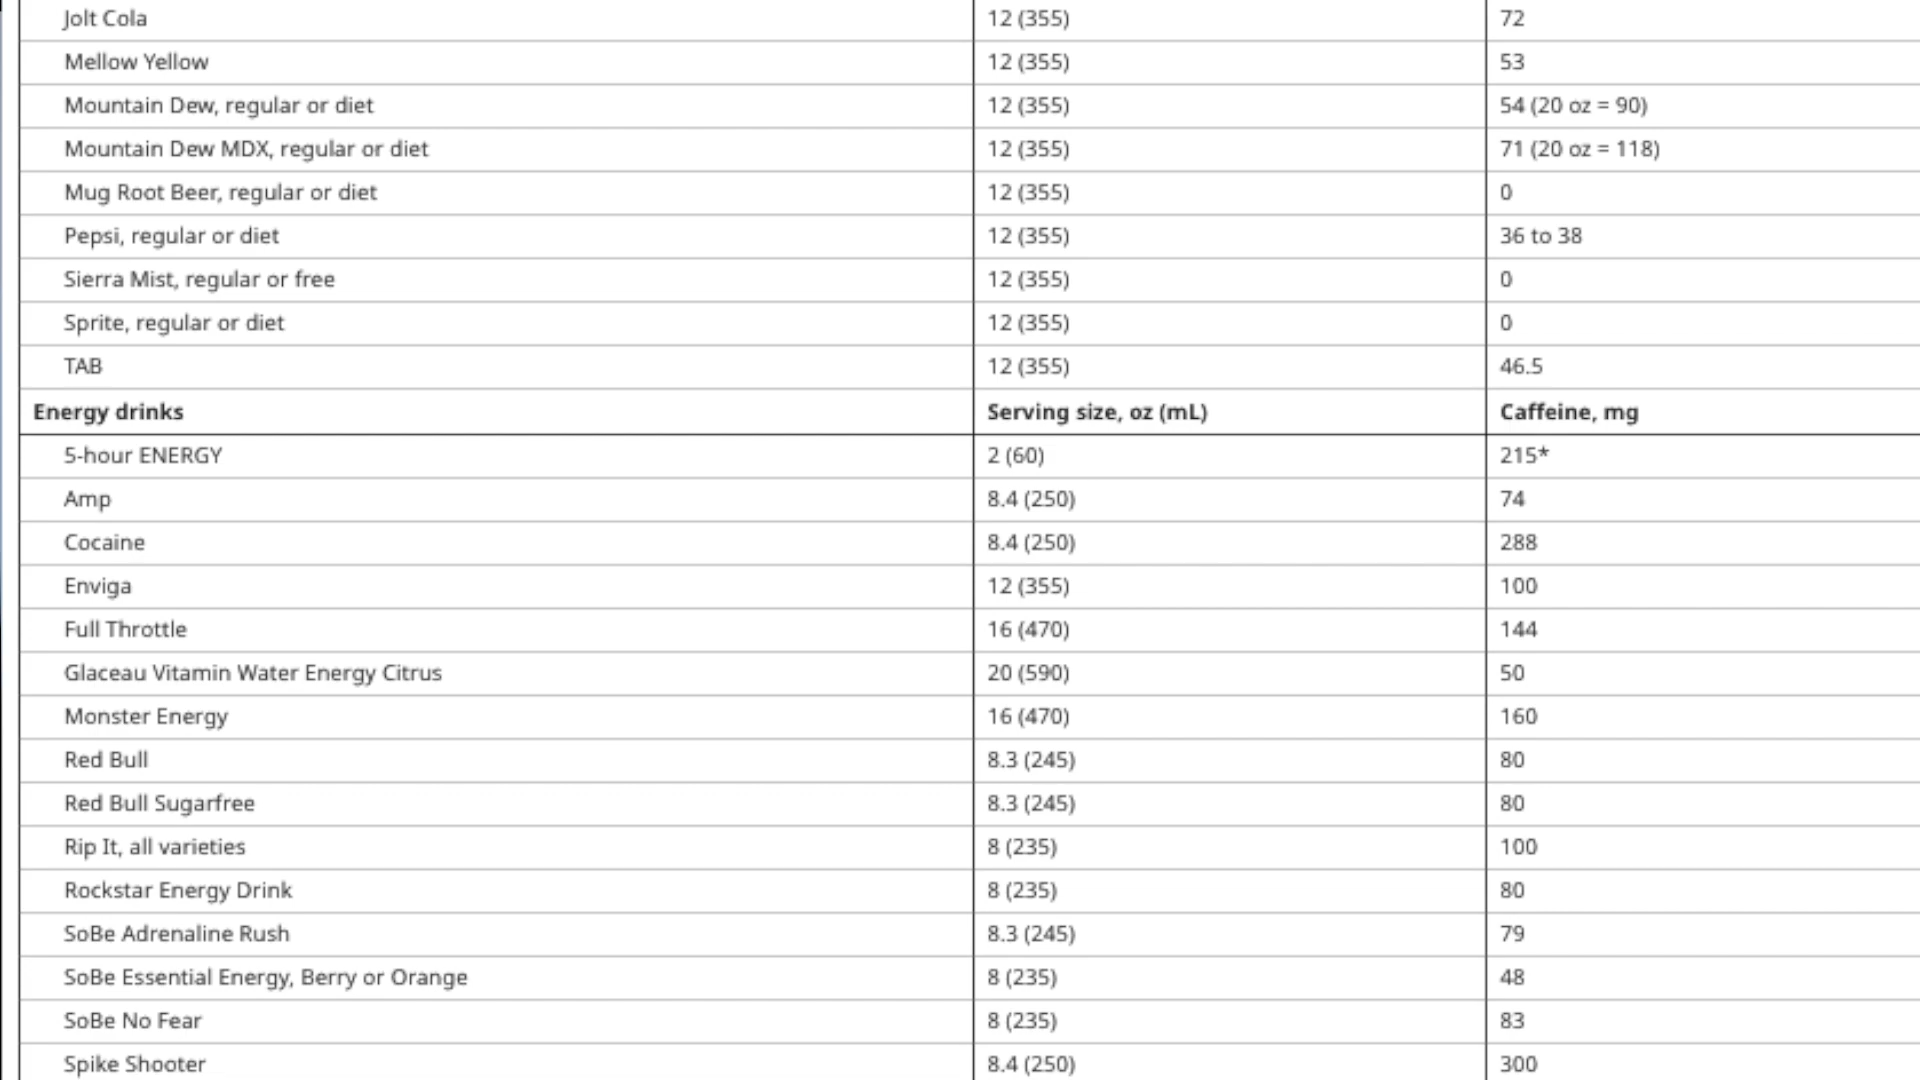 Jolt Cola 12 (355) 72
Mellow Yellow 12 (355) 53
Mountain Dew, regular or diet 12 (355) 54 (20 oz = 90)
Mountain Dew MDX, regular or diet 12 (355) 71 (20 oz = 118)
Mug Root Beer, regular or diet 12 (355) 0
Pepsi, regular or diet 12 (355) 36 to 38
Sierra Mist, regular or free 12 (355) 0
Sprite, regular or diet 12 (355) 0
TAB 12 (355) 46.5
Energy drinks Serving size, oz (mL) Caffeine, mg
5-hour ENERGY 2 (60) 215*
Amp 8.4 (250) 74
Cocaine 8.4 (250) 288
Enviga 12 (355) 100
Full Throttle 16 (470) 144
Glaceau Vitamin Water Energy Citrus 20 (590) 50
Monster Energy 16 (470) 160
Red Bull 8.3 (245) 80
Red Bull Sugarfree 8.3 (245) 80
Rip It, all varieties 8 (235) 100
Rockstar Energy Drink 8 (235) 80
SoBe Adrenaline Rush 8.3 (245) 79
SoBe Essential Energy, Berry or Orange 8 (235) 48
SoBe No Fear 8 (235) 83
Spike Shooter 8.4 (250) 300